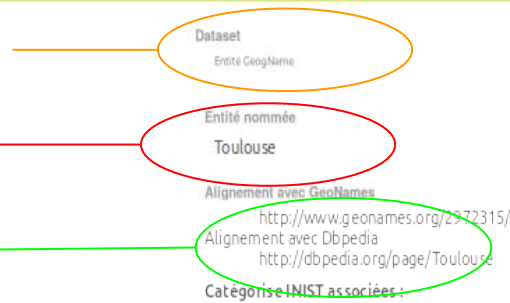 Dataset
Entité GeogName
Entité nommée
Toulouse
Alignement avec GeoNames
http://www.geonames.org/2972315/
Alignement avec Dbpedia
http://dbpedia.org/page/Toulouse
Catégorise INIST associées :